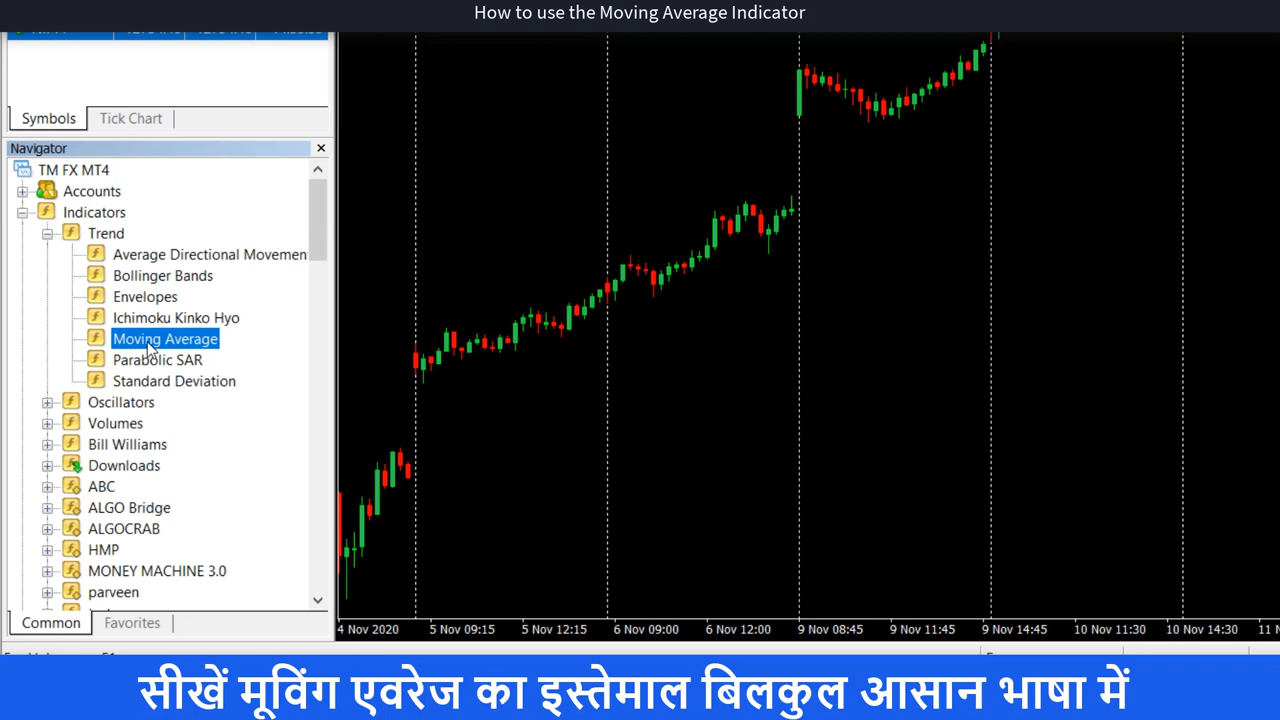 How to use the Moving Average Indicator
Symbols
Tick Chart
Navigator
TM FX MT4
Accounts
Indicators
Trend
Average Directional Movemen
Bollinger Bands
Envelopes
Ichimoku Kinko Hyo
Moving Average
Parabolic SAR
Standard Deviation
Oscillators
Volumes
Bill Williams
Downloads
ABC
ALGO Bridge
ALGOCRAB
HMP
MONEY MACHINE 3.0
parveen
Common
Favorites
4 Nov 2020
5 Nov 09:15
5 Nov 12:15
6 Nov 09:00
6 Nov 12:00
9 Nov 08:45
9 Nov 11:45
9 Nov 14:45
10 Nov 11:30
10 Nov 14:30
11 N
सीखें मूविंग एवरेज का इस्तेमाल बिलकुल आसान भाषा में